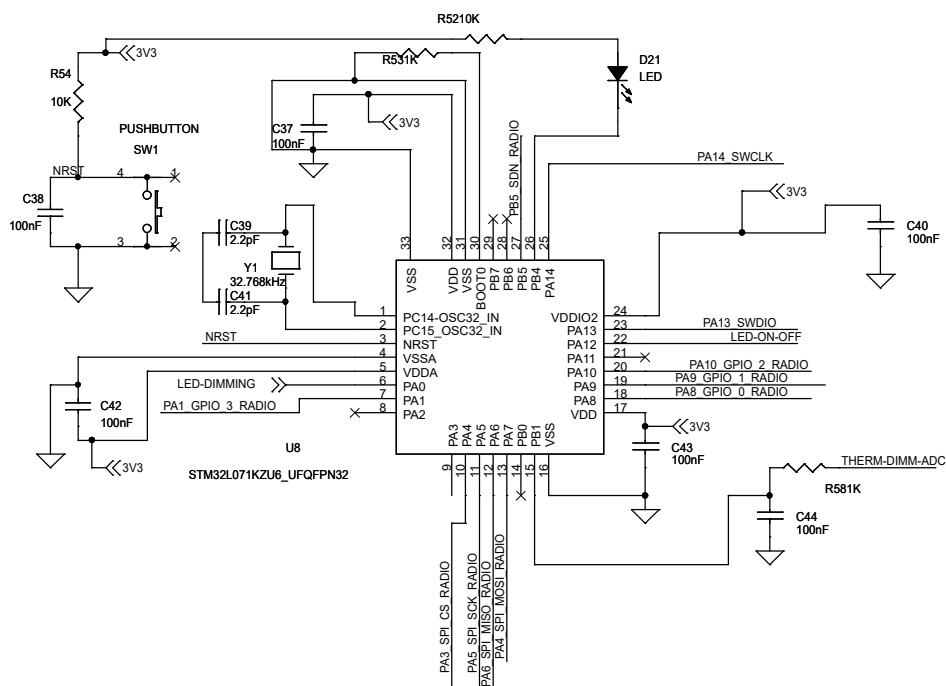 R5210K
3V3
R531K
D21
LED
R54
10K
3V3
C37
100nF
PUSHBUTTON
SW1
PB5_SDN_RADIO
PA14_SWCLK
NRST
4
1
3V3
C38
100nF
C39
2.2pF
C40
100nF
3
2
33
32
31
30
29
28
27
26
25
Y1
32.768kHz
VSS
VDD
VSS
BOOT0
PB7
PB6
PB5
PB4
PA14
C41
2.2pF
1
PC14-OSC32_IN
2
PC15_OSC32_IN
NRST
3
NRST
4
VSSA
5
VDDA
LED-DIMMING
6
PA0
PA1_GPIO_3_RADIO
7
PA1
8
PA2
VDDIO2
24
PA13
23
PA13_SWDIO
PA12
22
LED-ON-OFF
PA11
21
PA10
20
PA10_GPIO_2_RADIO
PA9
19
PA9_GPIO_1_RADIO
PA8
18
PA8_GPIO_0_RADIO
VDD
17
C42
100nF
3V3
3V3
C43
100nF
U8
STM32L071KZU6_UFQFPN32
PA3
PA4
PA5
PA6
PA7
PB0
PB1
VSS
9
10
11
12
13
14
15
16
THERM-DIMM-ADC
R581K
C44
100nF
PA3_SPI_CS_RADIO
PA5_SPI_SCK_RADIO
PA6_SPI_MISO_RADIO
PA4_SPI_MOSI_RADIO